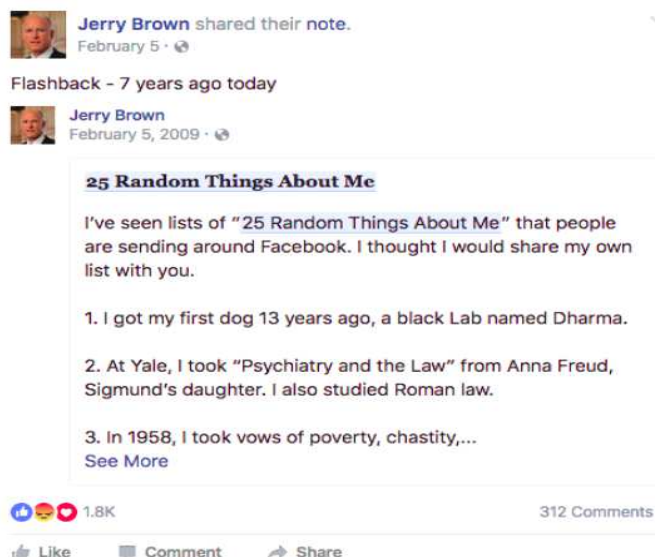 Jerry Brown shared their note.
February 5 ·
Flashback - 7 years ago today
Jerry Brown
February 5, 2009 ·
25 Random Things About Me
I've seen lists of "25 Random Things About Me" that people
are sending around Facebook. I thought I would share my own
list with you.
1. I got my first dog 13 years ago, a black Lab named Dharma.
2. At Yale, I took "Psychiatry and the Law" from Anna Freud,
Sigmund's daughter. I also studied Roman law.
3. In 1958, I took vows of poverty, chastity,...
See More
1.8K 312 Comments
Like Comment Share